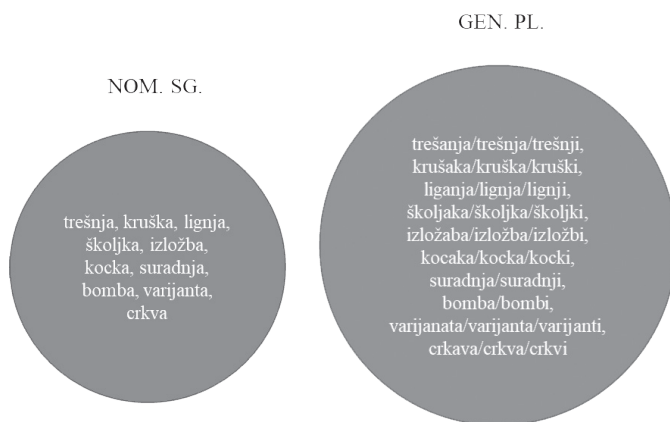 NOM. SG.
trešnja, kruška, lignja,
školjka, izložba,
kocka, suradnja,
bomba, varijanta,
crkva
GEN. PL.
trešanja/trešnja/trešnji,
krušaka/kruška/kruški,
liganja/lignja/lignji,
školjaka/školjka/školjki,
izložaba/izložba/izložbi,
kocaka/kocka/kocki,
suradnja/suradnji,
bomba/bombi,
varijanata/varijanta/varijanti,
crkava/crkva/crkvi